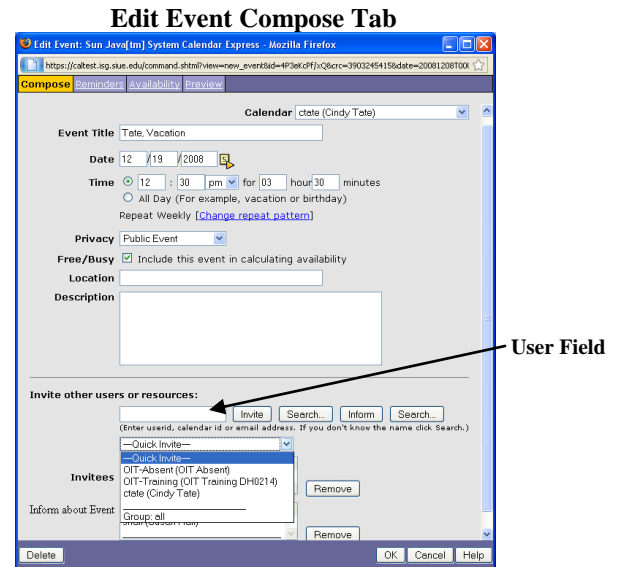 Edit Event Compose Tab
Edit Event: Sun Java[tm] System Calendar Express - Mozilla Firefox
https://caltest.isg.siue.edu/command.shtml?view=new_event&id=4P3eKcPf/xQ&crc=3903245415&date=20081208T00(
Compose Reminders Availability Preview
Calendar ctate (Cindy Tate)
Event Title Tate, Vacation
Date 12 / 19 / 2008
Time 12 : 30 pm for 03 hour 30 minutes
All Day (For example, vacation or birthday)
Repeat Weekly [Change repeat pattern]
Privacy Public Event
Free/Busy Include this event in calculating availability
Location
Description
User Field
Invite other users or resources:
Invite Search... Inform Search...
(Enter userid, calendar id or email address. If you don't know the name click Search.)
—Quick Invite—
—Quick Invite—
OIT-Absent (OIT Absent)
OIT-Training (OIT Training DH0214)
Invitees
Remove
ctate (Cindy Tate)
Inform about Event
Group: all
Remove
Delete OK Cancel Help